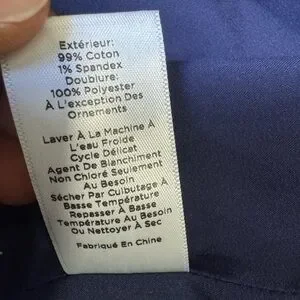 Extérieur:
99% Coton
1% Spandex
Doublure:
100% Polyester
À L'exception Des
Ornements
Laver À La Machine À
L'eau Froide
Cycle Délicat
Agent De Blanchiment
Non Chloré Seulement
Au Besoin
Sécher Par Culbutage À
Basse Température
Repasser À Basse
Température Au Besoin
Ou Nettoyer À Sec
Fabriqué En Chine